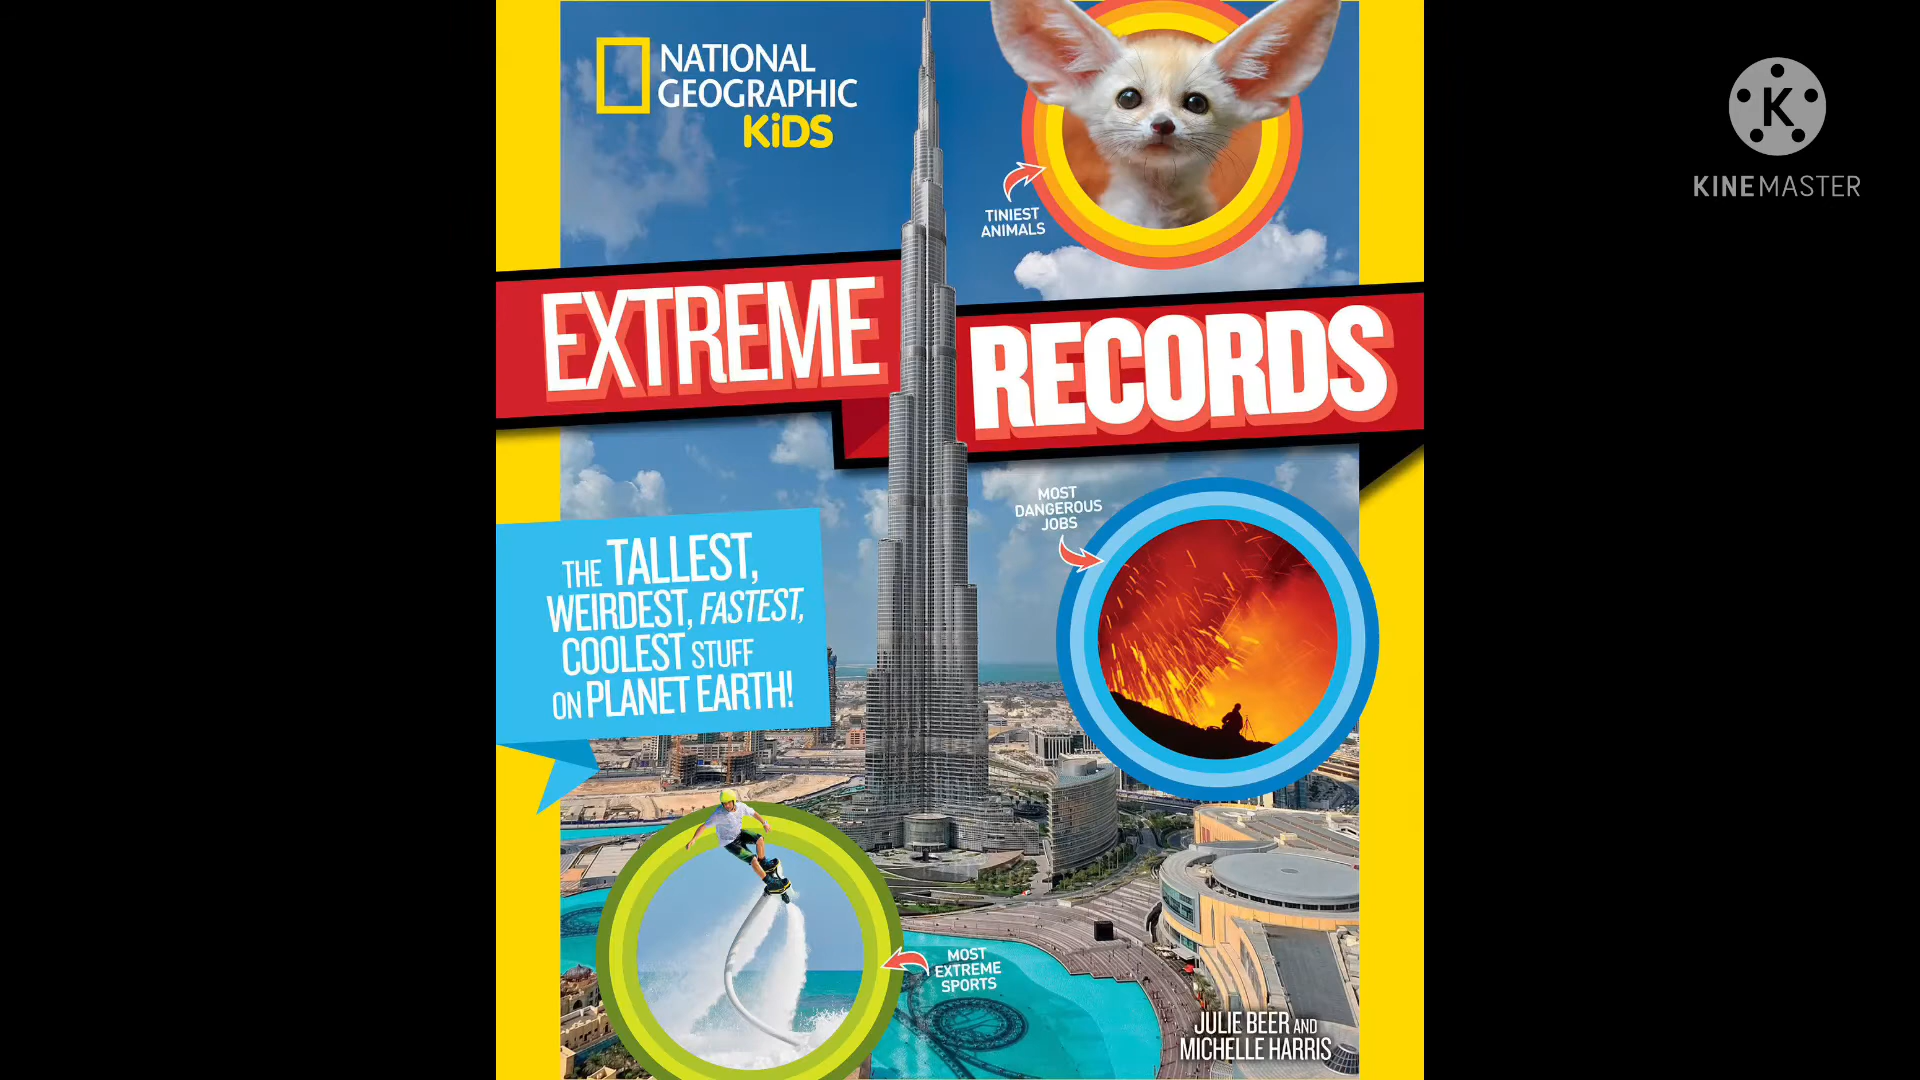 NATIONAL
GEOGRAPHIC
KiDS
TINIEST
ANIMALS
EXTREME
RECORDS
MOST
DANGEROUS
JOBS
THE TALLEST,
WEIRDEST, FASTEST,
COOLEST STUFF
ON PLANET EARTH!
MOST
EXTREME
SPORTS
JULIE BEER AND
MICHELLE HARRIS
K
KINEMASTER